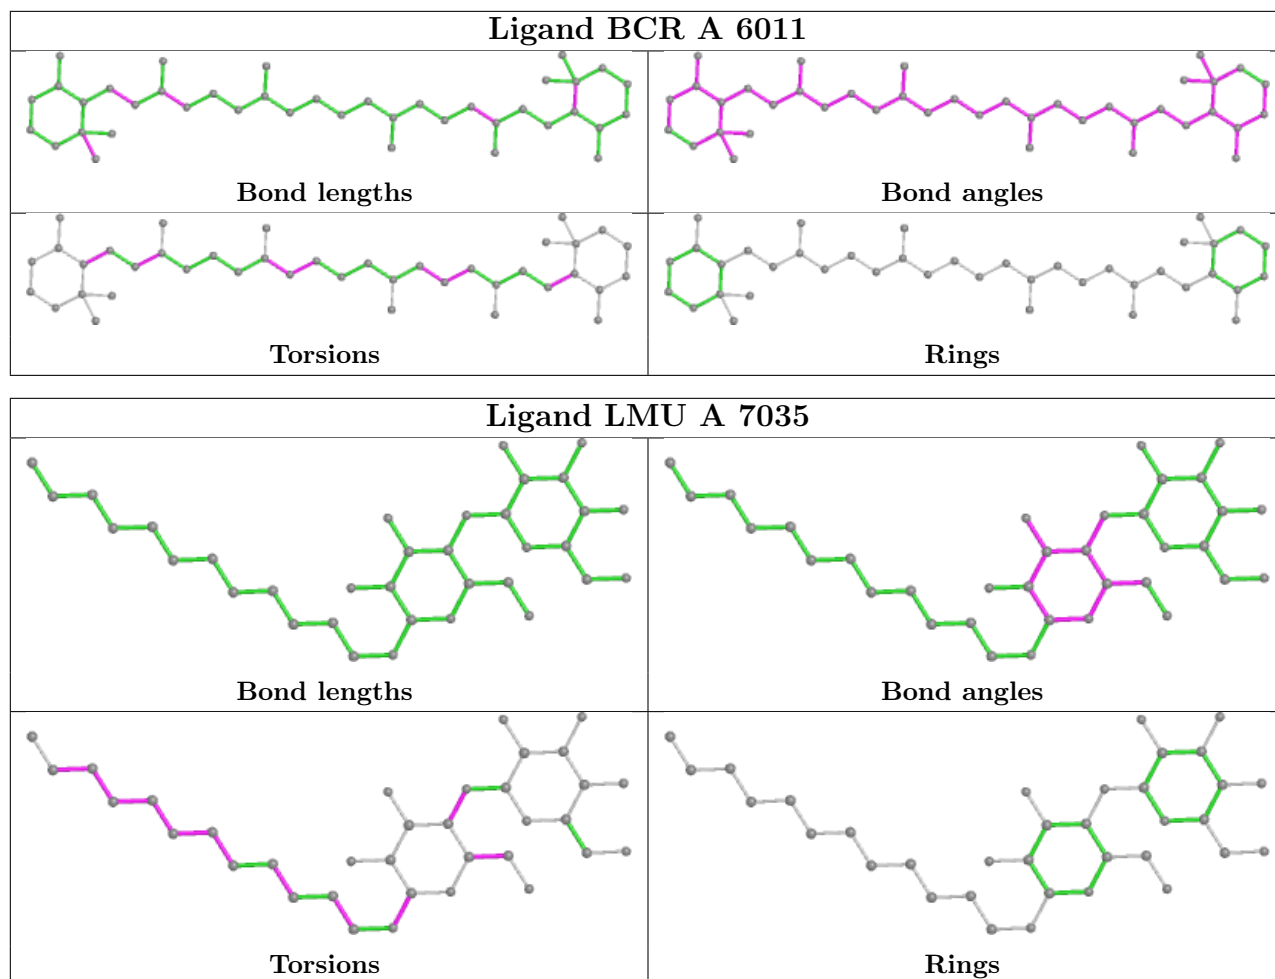 Ligand BCR A 6011
Bond lengths
Bond angles
Torsions
Rings
Ligand LMU A 7035
Bond lengths
Bond angles
Torsions
Rings